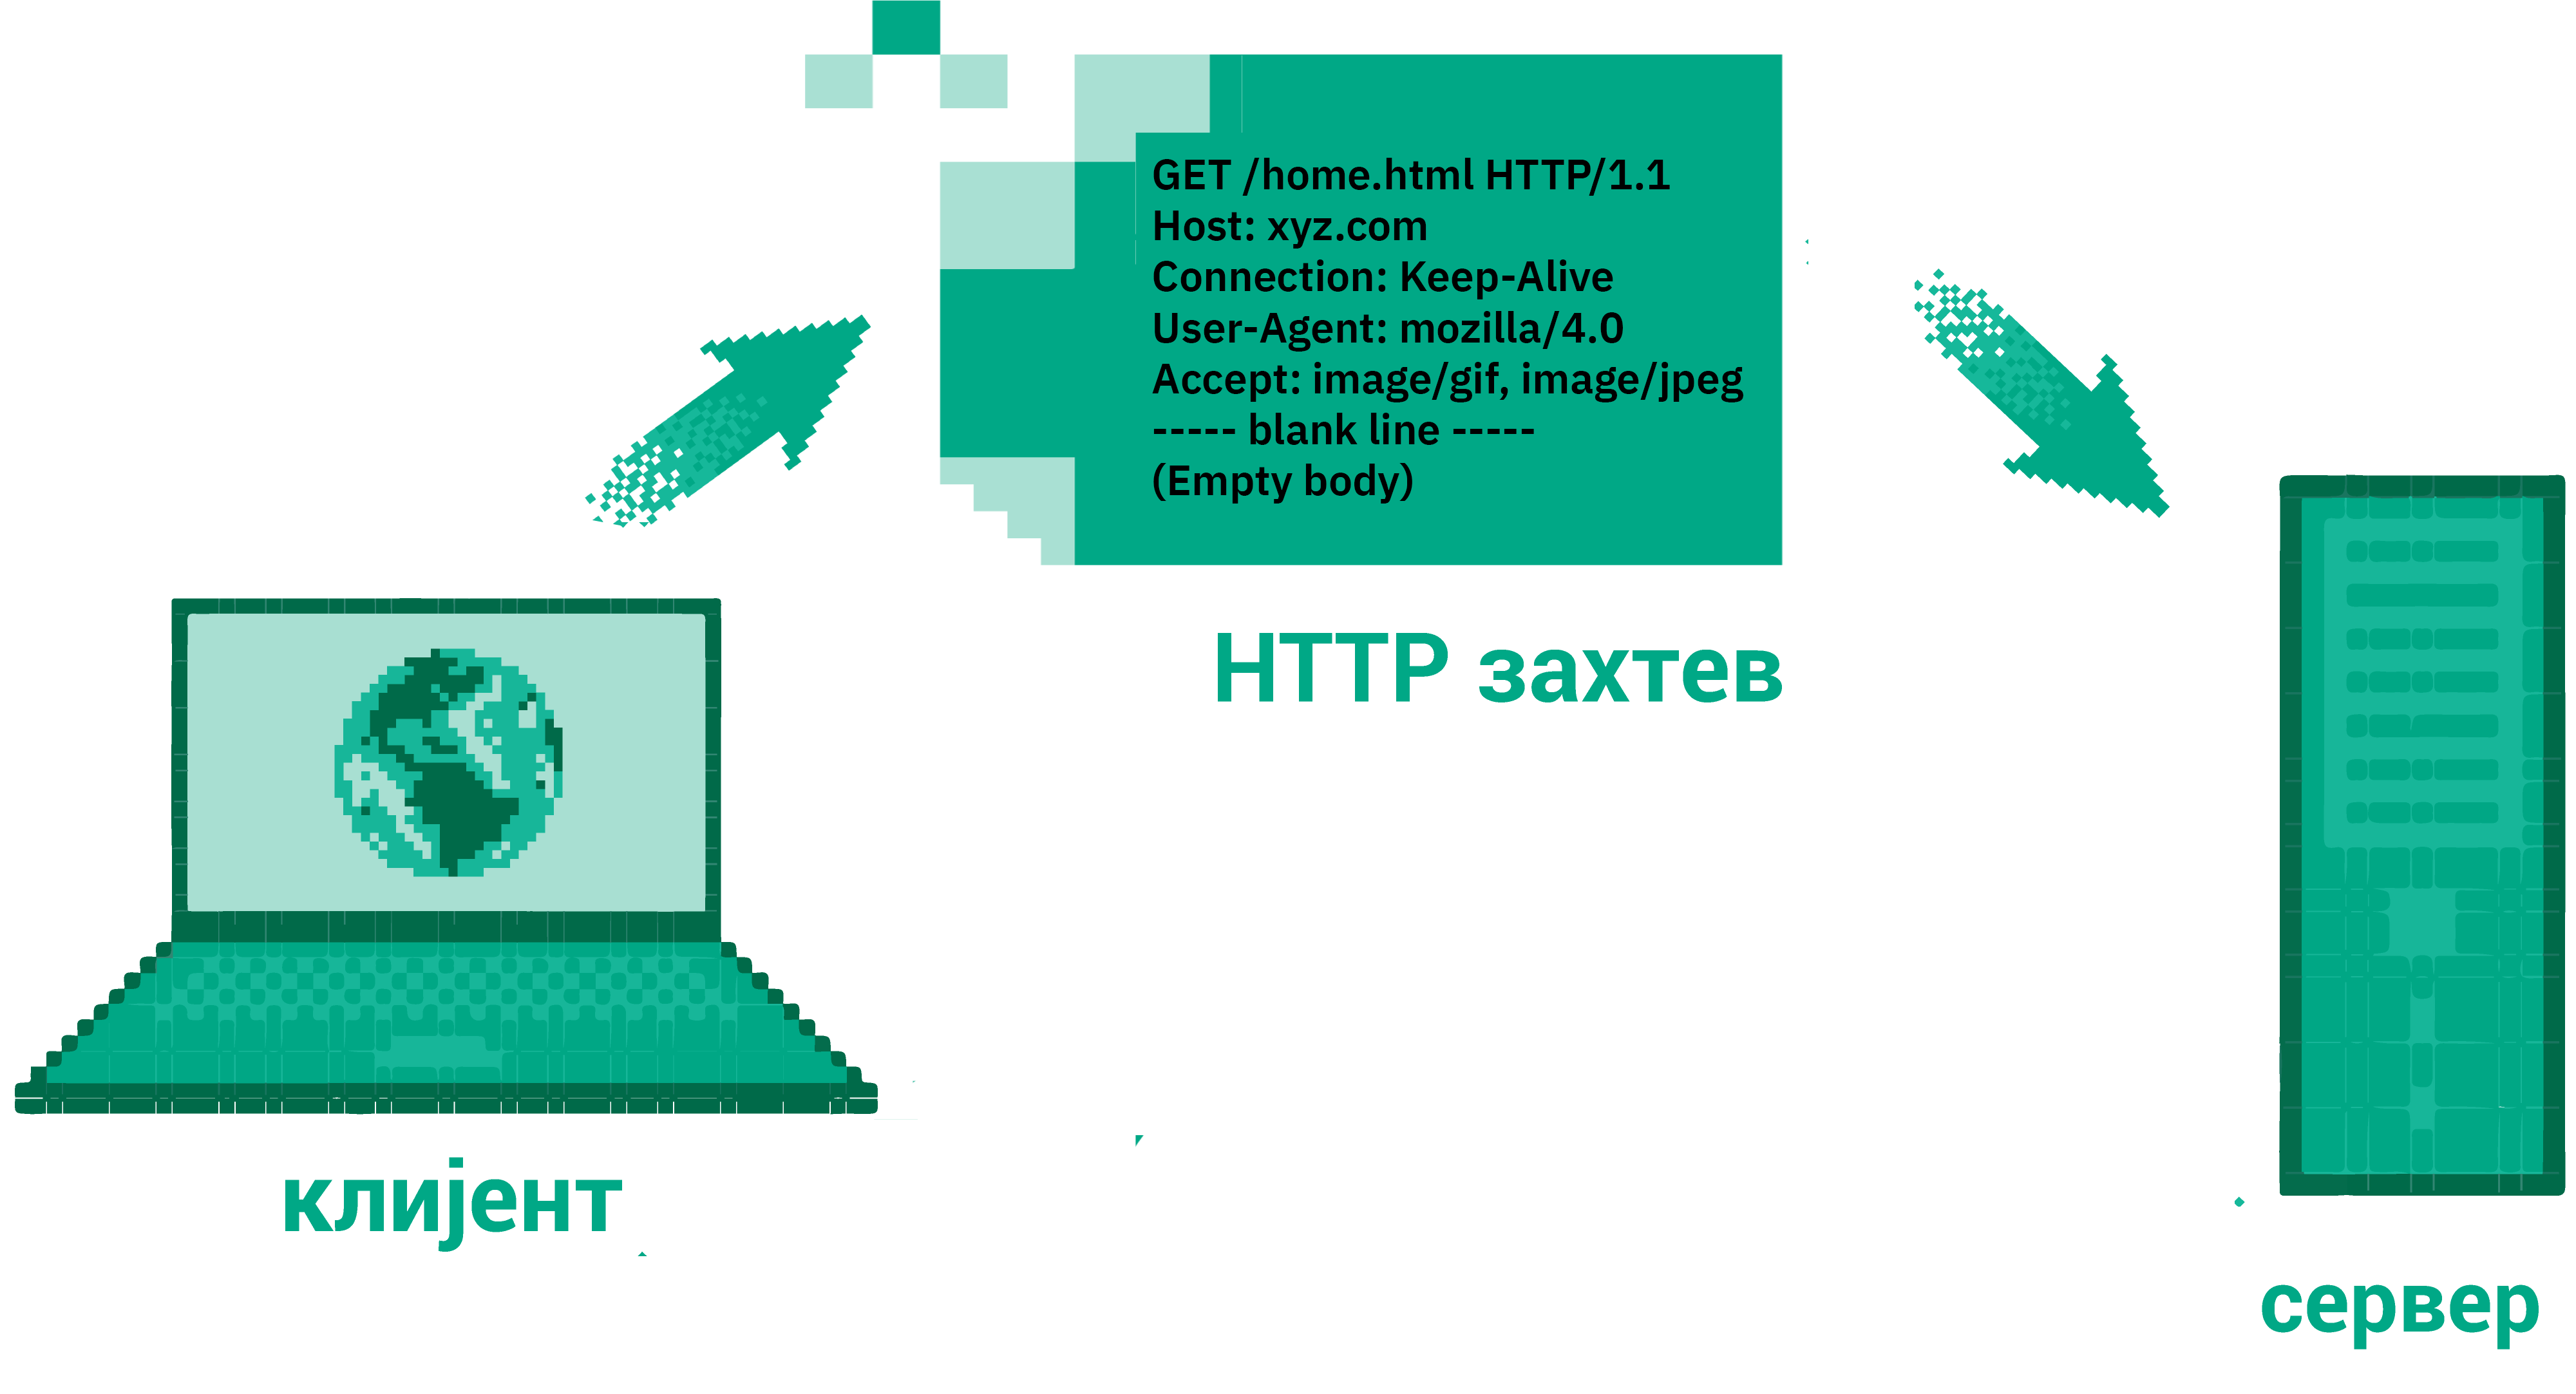 GET /home.html HTTP/1.1
Host: xyz.com
Connection: Keep-Alive
User-Agent: mozilla/4.0
Accept: image/gif, image/jpeg
----- blank line -----
(Empty body)
HTTP захтев
клијент
сервер